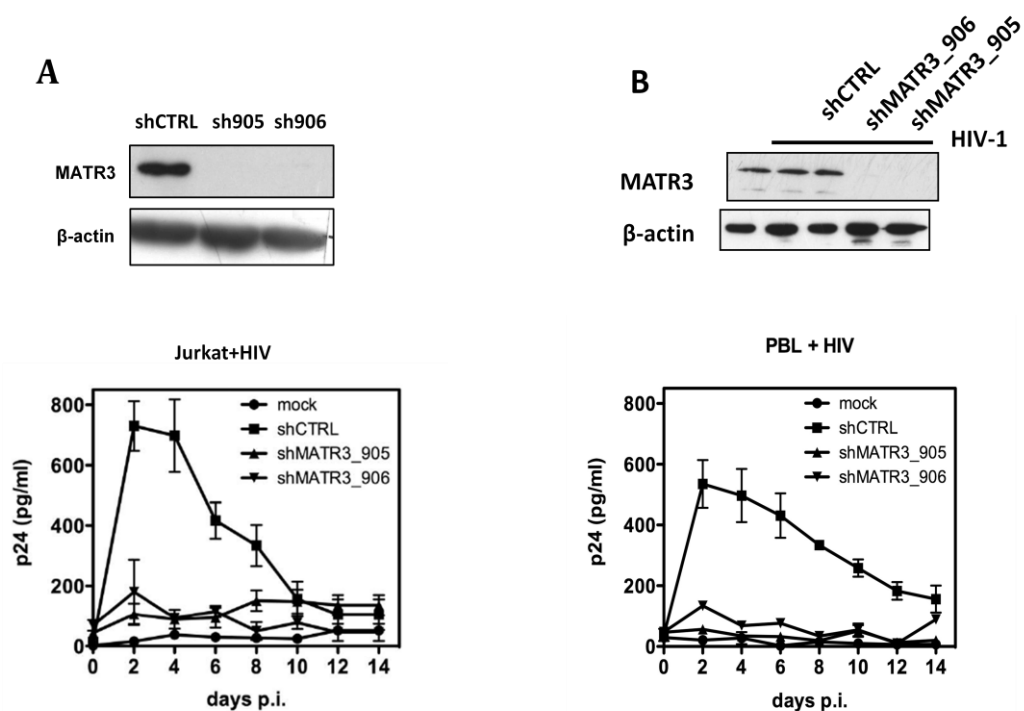 A
shCTRL sh905 sh906
MATR3
β-actin
Jurkat+HIV
800
600
400
200
0
p24 (pg/ml)
mock
shCTRL
shMATR3_905
shMATR3_906
0 2 4 6 8 10 12 14
days p.i.
B
shCTRL
shMATR3_906
shMATR3_905
HIV-1
MATR3
β-actin
PBL + HIV
800
600
400
200
0
p24 (pg/ml)
mock
shCTRL
shMATR3_905
shMATR3_906
0 2 4 6 8 10 12 14
days p.i.